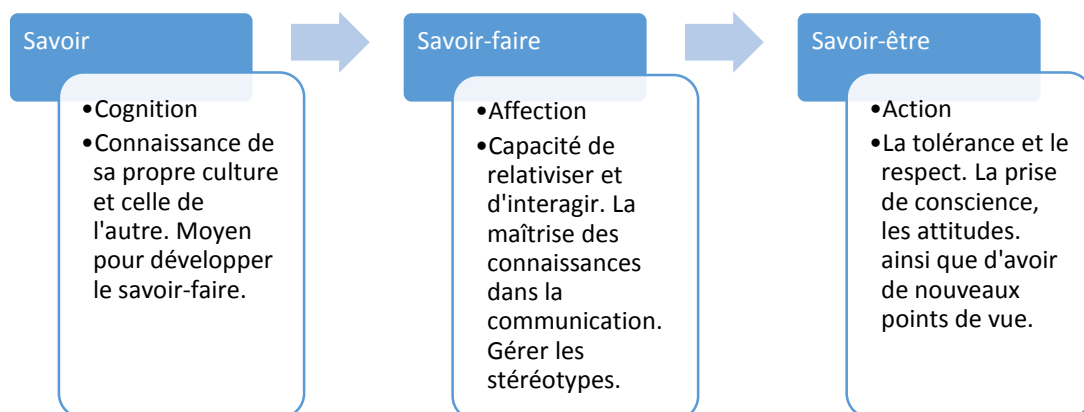 Savoir
•Cognition
•Connaissance de
sa propre culture
et celle de
l'autre. Moyen
pour développer
le savoir-faire.
Savoir-faire
•Affection
•Capacité de
relativiser et
d'interagir. La
maîtrise des
connaissances
dans la
communication.
Gérer les
stéréotypes.
Savoir-être
•Action
•La tolérance et le
respect. La prise
de conscience,
les attitudes.
ainsi que d'avoir
de nouveaux
points de vue.